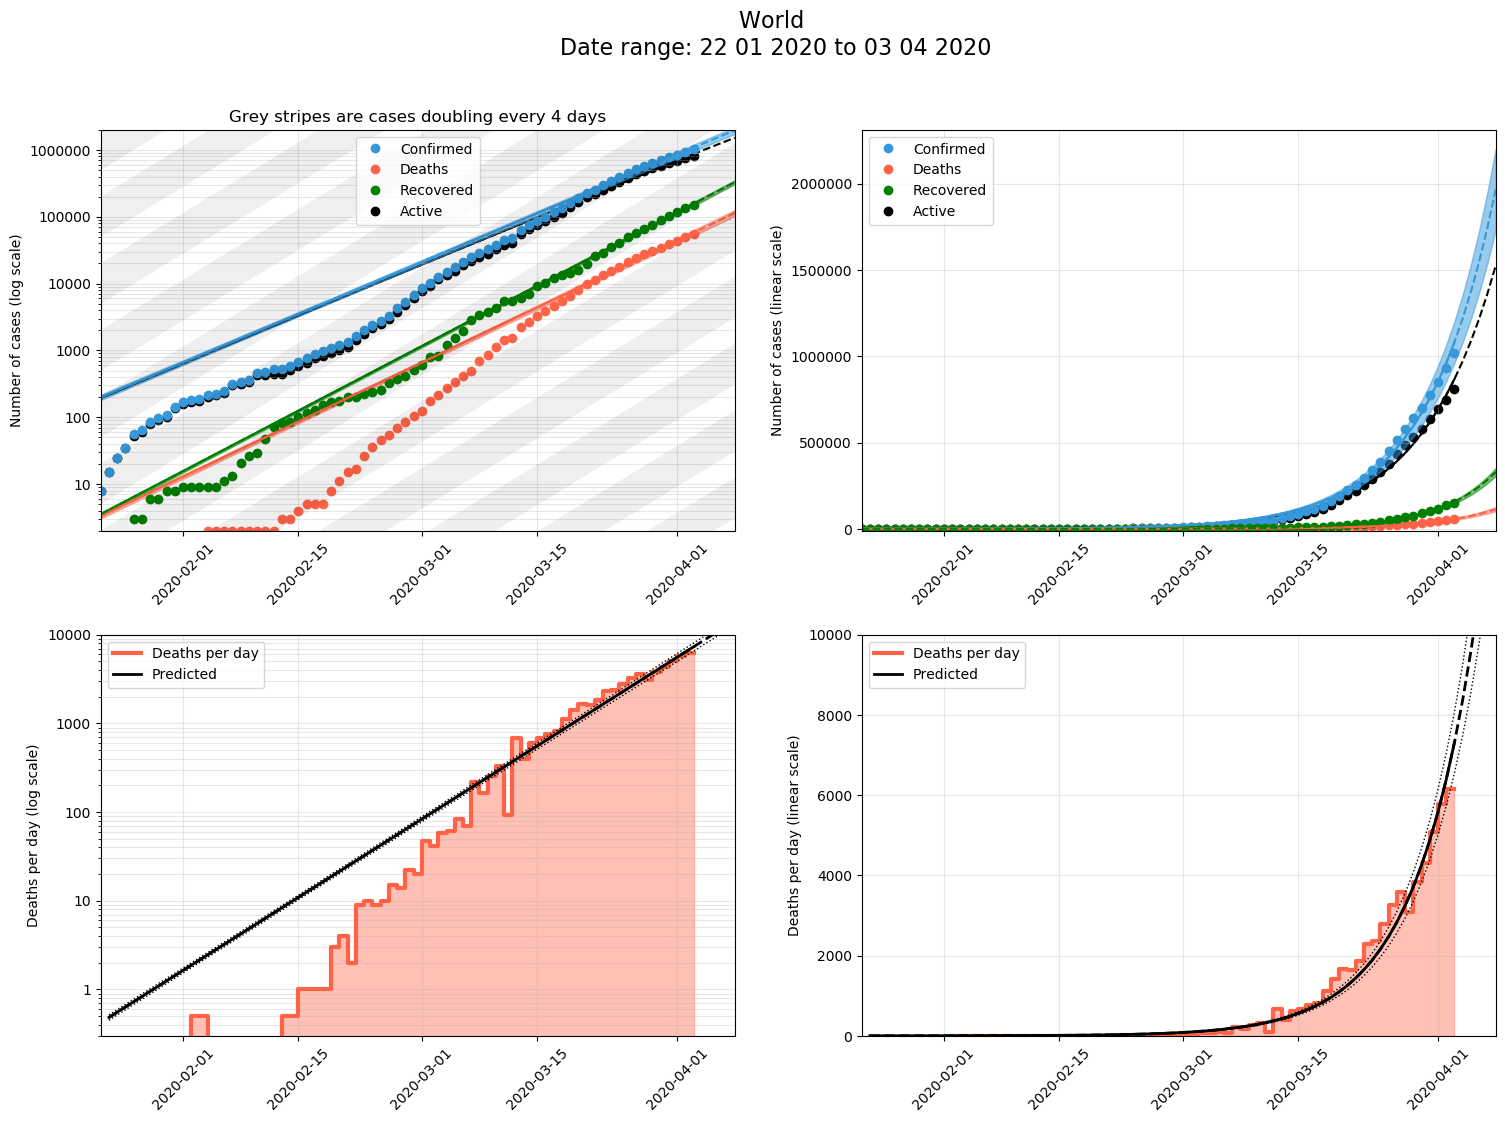 World
Date range: 22 01 2020 to 03 04 2020
Grey stripes are cases doubling every 4 days
Number of cases (log scale)
1000000
100000
10000
1000
100
10
Confirmed
Deaths
Recovered
Active
2020-02-01
2020-02-15
2020-03-01
2020-03-15
2020-04-01
Number of cases (linear scale)
2000000
1500000
1000000
500000
0
Confirmed
Deaths
Recovered
Active
2020-02-01
2020-02-15
2020-03-01
2020-03-15
2020-04-01
Deaths per day (log scale)
10000
1000
100
10
1
Deaths per day
Predicted
2020-02-01
2020-02-15
2020-03-01
2020-03-15
2020-04-01
Deaths per day (linear scale)
10000
8000
6000
4000
2000
0
Deaths per day
Predicted
2020-02-01
2020-02-15
2020-03-01
2020-03-15
2020-04-01